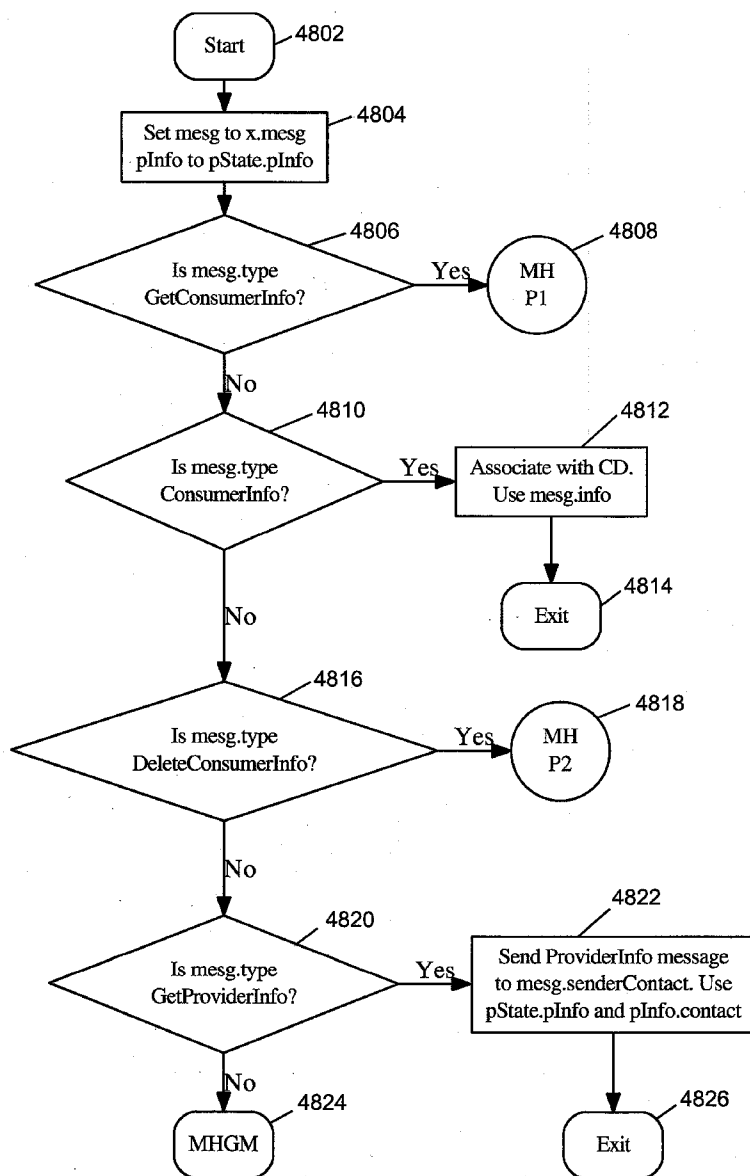 Start
4802
4804
Set mesg to x.mesg
pInfo to pState.pInfo
4806
Is mesg.type
GetConsumerInfo?
Yes
4808
MH
P1
No
4810
Is mesg.type
ConsumerInfo?
Yes
4812
Associate with CD.
Use mesg.info
4814
Exit
No
4816
Is mesg.type
DeleteConsumerInfo?
Yes
4818
MH
P2
No
4820
Is mesg.type
GetProviderInfo?
Yes
4822
Send ProviderInfo message
to mesg.senderContact. Use
pState.pInfo and pInfo.contact
No
4824
MHGM
4826
Exit